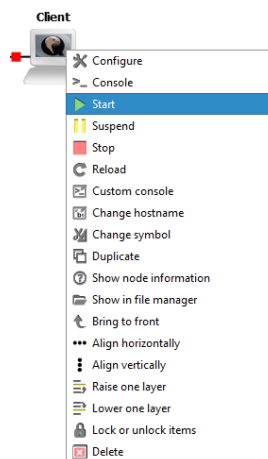 Client
Configure
Console
Start
Suspend
Stop
Reload
Custom console
Change hostname
Change symbol
Duplicate
Show node information
Show in file manager
Bring to front
Align horizontally
Align vertically
Raise one layer
Lower one layer
Lock or unlock items
Delete